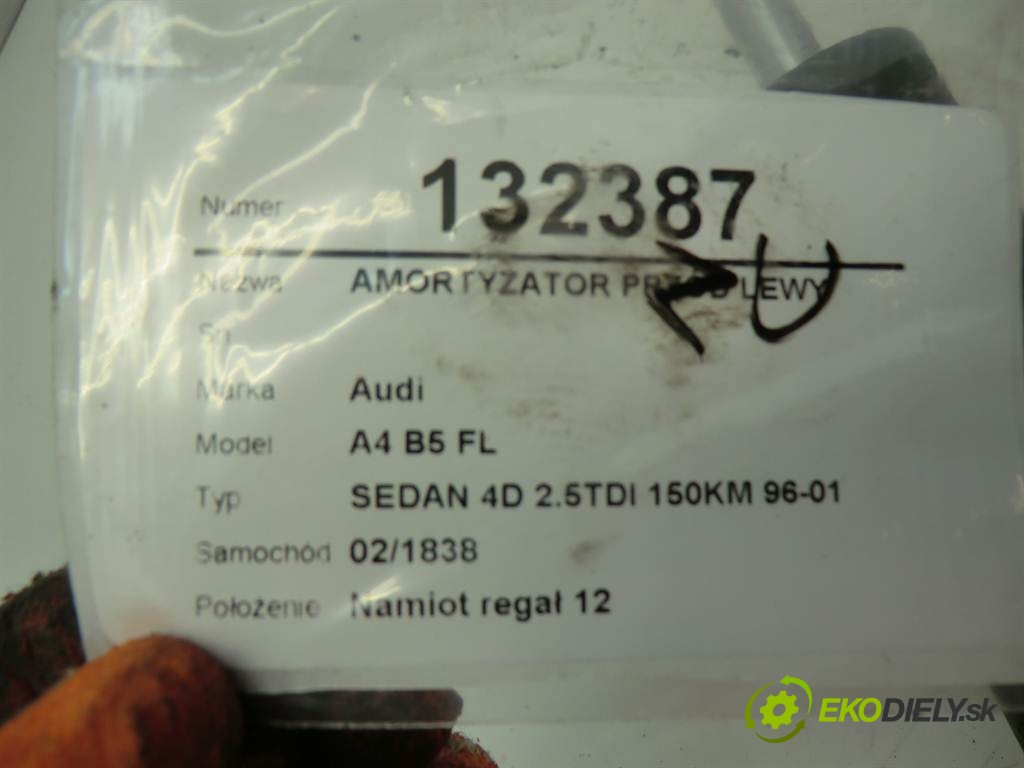 Numer 132387
Nazwa AMORTYZATOR PRZÓD LEWY
Marka Audi
Model A4 B5 FL
Typ SEDAN 4D 2.5TDI 150KM 96-01
Samochód 02/1838
Położenie Namiot regał 12
EKODIELY.sk